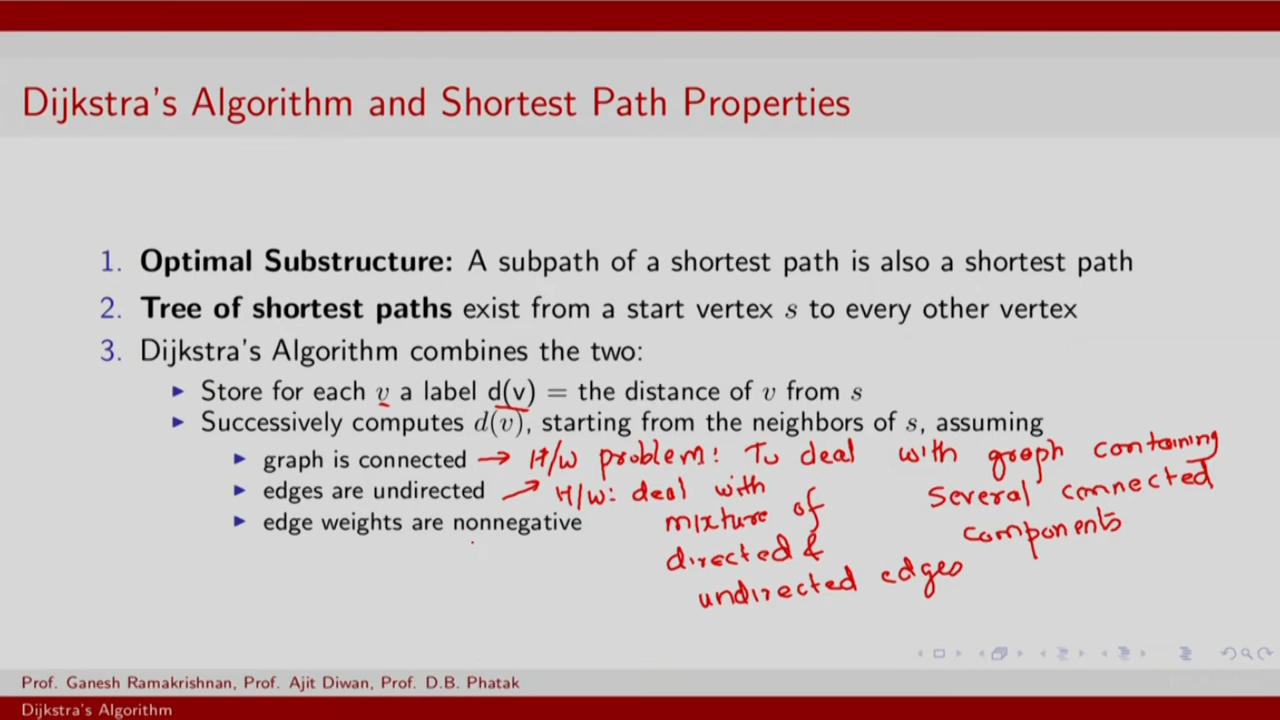 Dijkstra's Algorithm and Shortest Path Properties
1. Optimal Substructure: A subpath of a shortest path is also a shortest path
2. Tree of shortest paths exist from a start vertex s to every other vertex
3. Dijkstra's Algorithm combines the two:
Store for each v a label d(v) = the distance of v from s
Successively computes d(v), starting from the neighbors of s, assuming
graph is connected → H/w problem: To deal with graph containing
several connected
components
edges are undirected → H/w: deal with
mixture of
directed &
undirected edges
edge weights are nonnegative
Prof. Ganesh Ramakrishnan, Prof. Ajit Diwan, Prof. D.B. Phatak
Dijkstra's Algorithm